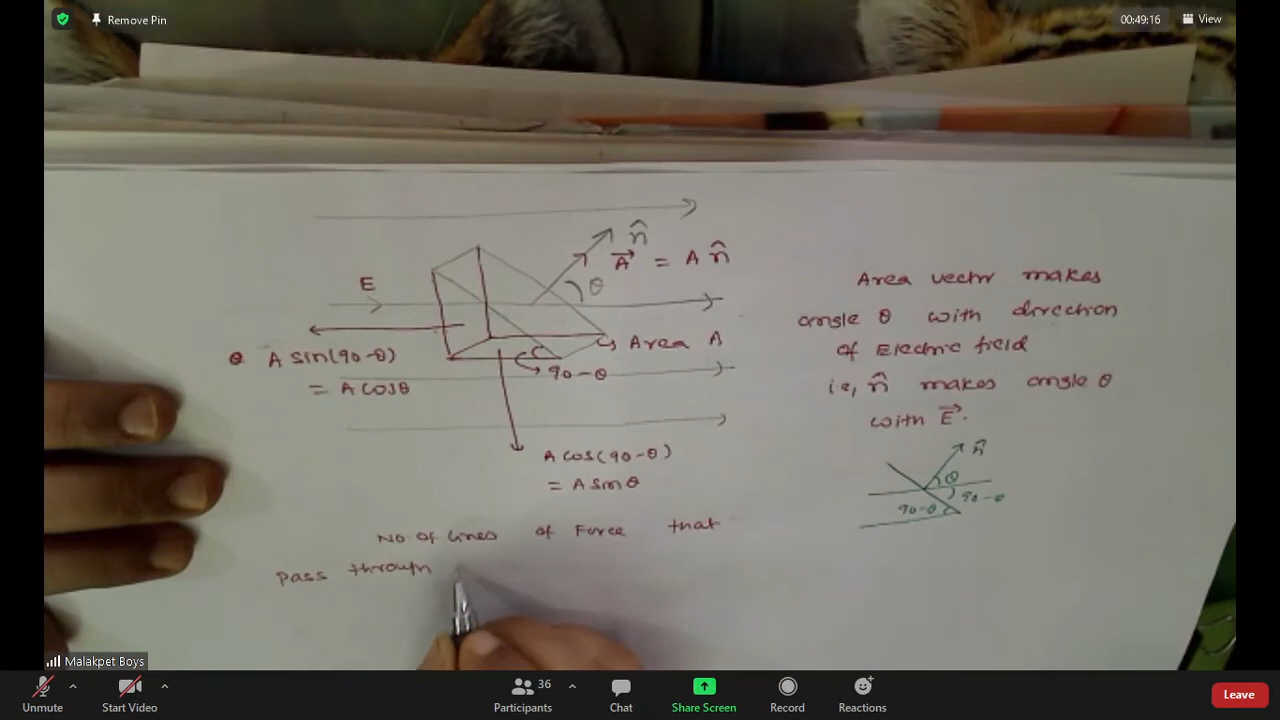 Remove Pin
00:49:16
View
n̂
A⃗ = A n̂
θ
E
Area A
90-θ
θ A sin(90-θ)
= A cosθ
A cos(90-θ)
= A sinθ
Area vectr makes
angle θ with direction
of Electric field
ie, n̂ makes angle θ
with E⃗.
n̂
θ
90-θ
90-θ
No of lines of Force that
pass through
Malakpet Boys
Unmute
Start Video
36
Participants
Chat
Share Screen
Record
Reactions
Leave